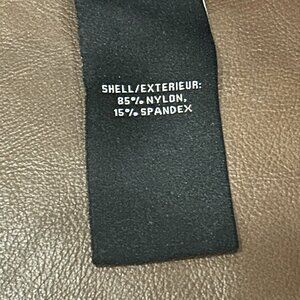 SHELL/EXTERIEUR:
85% NYLON,
15% SPANDEX